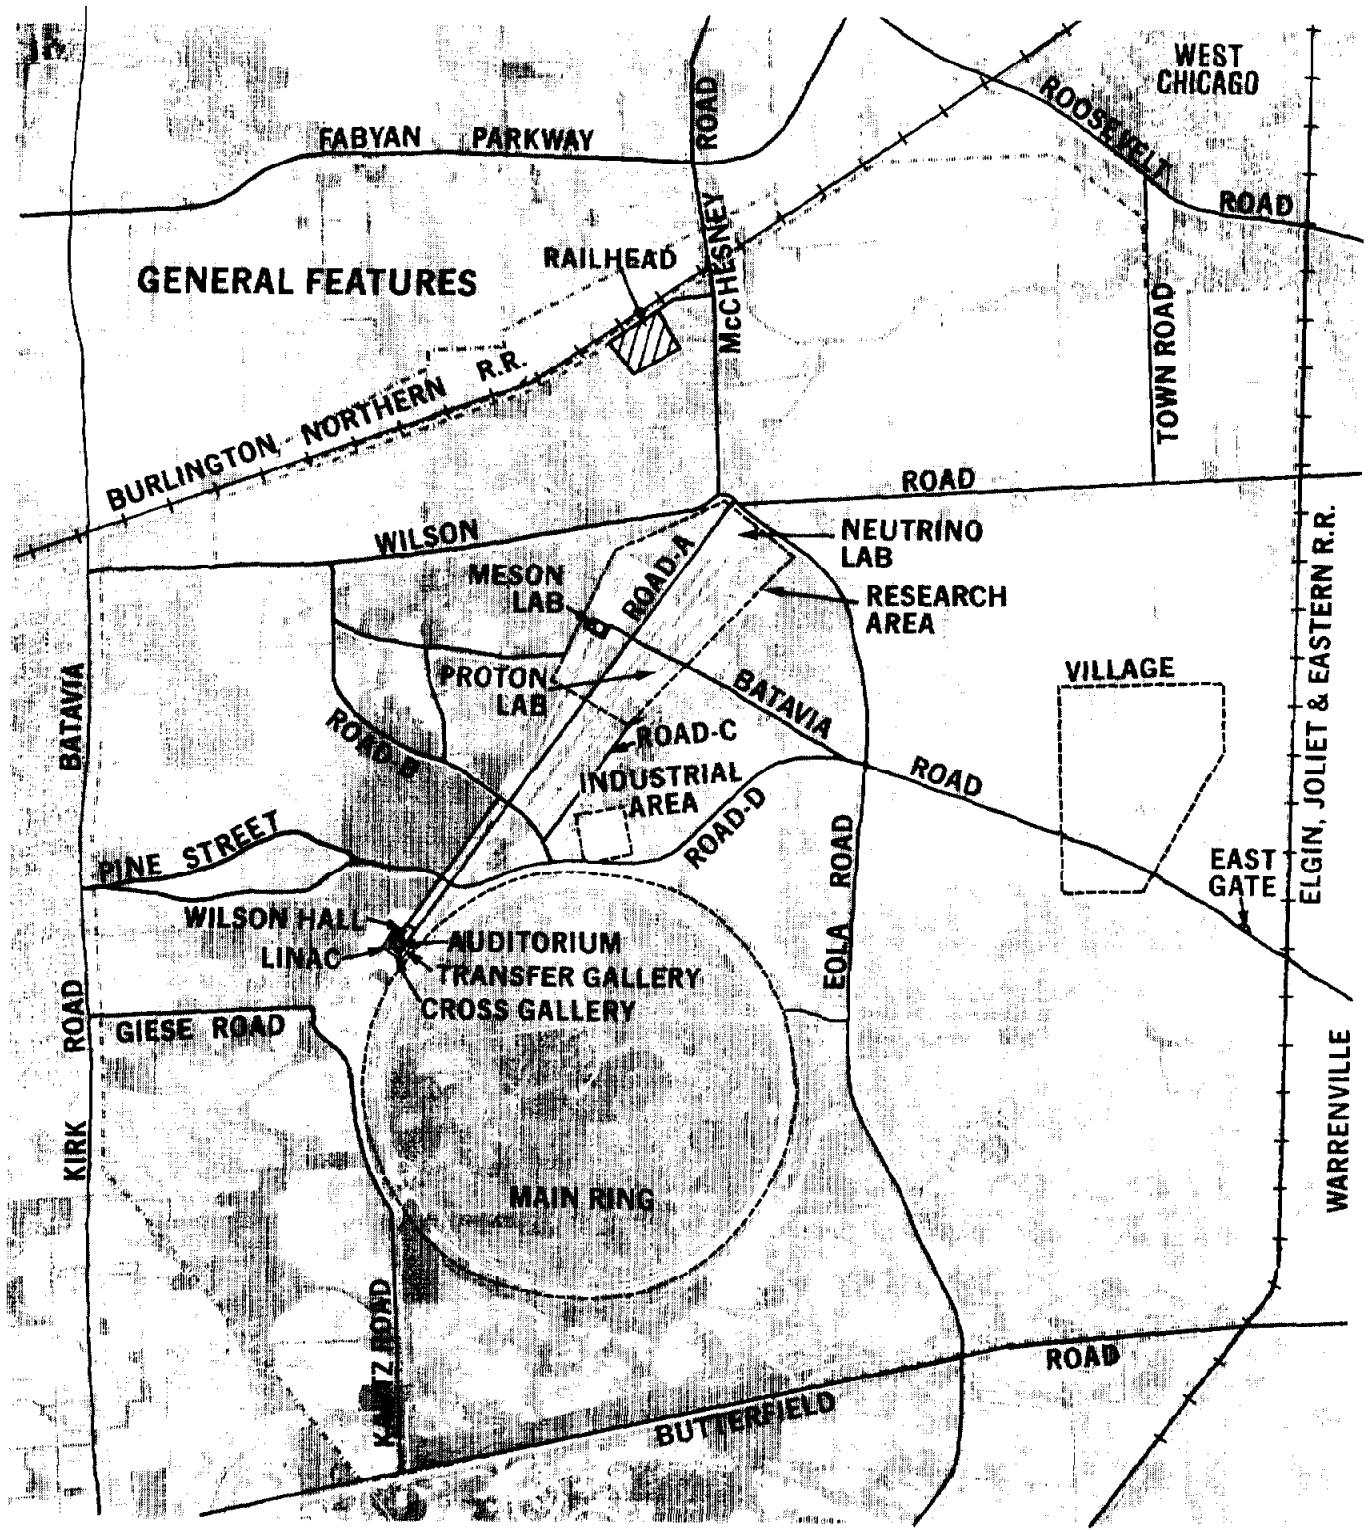 WEST
CHICAGO
ROOSEVELT
ROAD
ROAD
FABYAN PARKWAY
McCHESNEY
RAILHEAD
GENERAL FEATURES
TOWN ROAD
BURLINGTON NORTHERN R.R.
ROAD
WILSON
NEUTRINO
LAB
MESON
LAB
ROAD-A
RESEARCH
AREA
ELGIN, JOLIET & EASTERN R.R.
VILLAGE
PROTON
LAB
BATAVIA
BATAVIA
ROAD-B
ROAD-C
ROAD
INDUSTRIAL
AREA
ROAD-D
PINE STREET
EOLA ROAD
EAST
GATE
WILSON HALL
AUDITORIUM
LINAC
TRANSFER GALLERY
CROSS GALLERY
GIESE ROAD
KIRK ROAD
WARRENVILLE
MAIN RING
ROAD
BUTTERFIELD